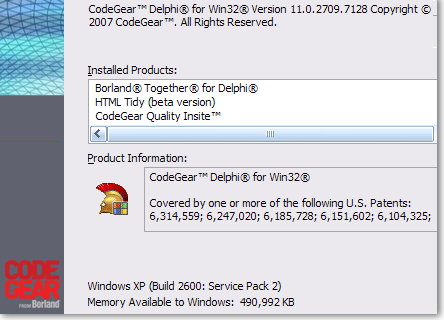 CodeGear™ Delphi® for Win32® Version 11.0.2709.7128 Copyright ©
2007 CodeGear™. All Rights Reserved.
Installed Products:
Borland® Together® for Delphi®
HTML Tidy (beta version)
CodeGear Quality Insite™
Product Information:
CodeGear™ Delphi® for Win32®
Covered by one or more of the following U.S. Patents:
6,314,559; 6,247,020; 6,185,728; 6,151,602; 6,104,325;
CODE
GEAR
FROM Borland
Windows XP (Build 2600: Service Pack 2)
Memory Available to Windows: 490,992 KB